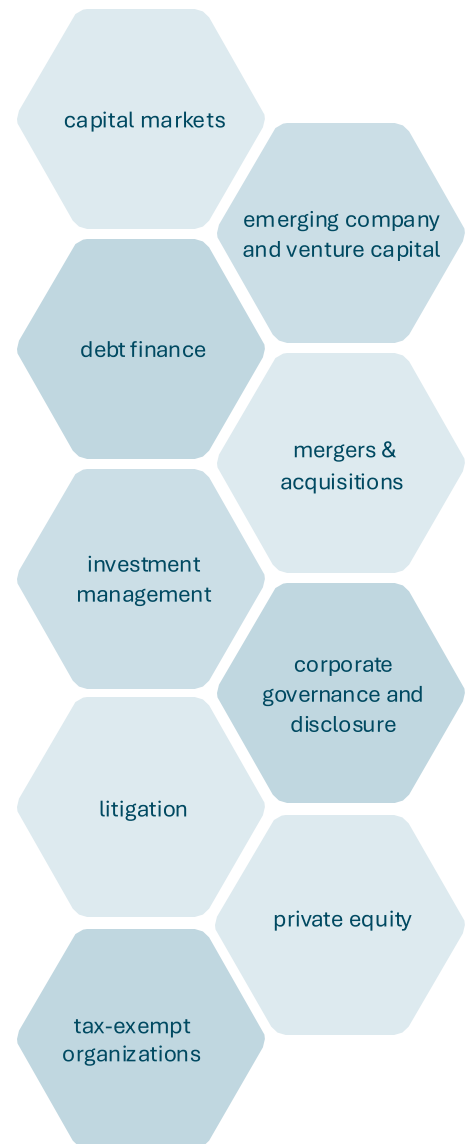 capital markets
emerging company
and venture capital
debt finance
mergers &
acquisitions
investment
management
corporate
governance and
disclosure
litigation
private equity
tax-exempt
organizations